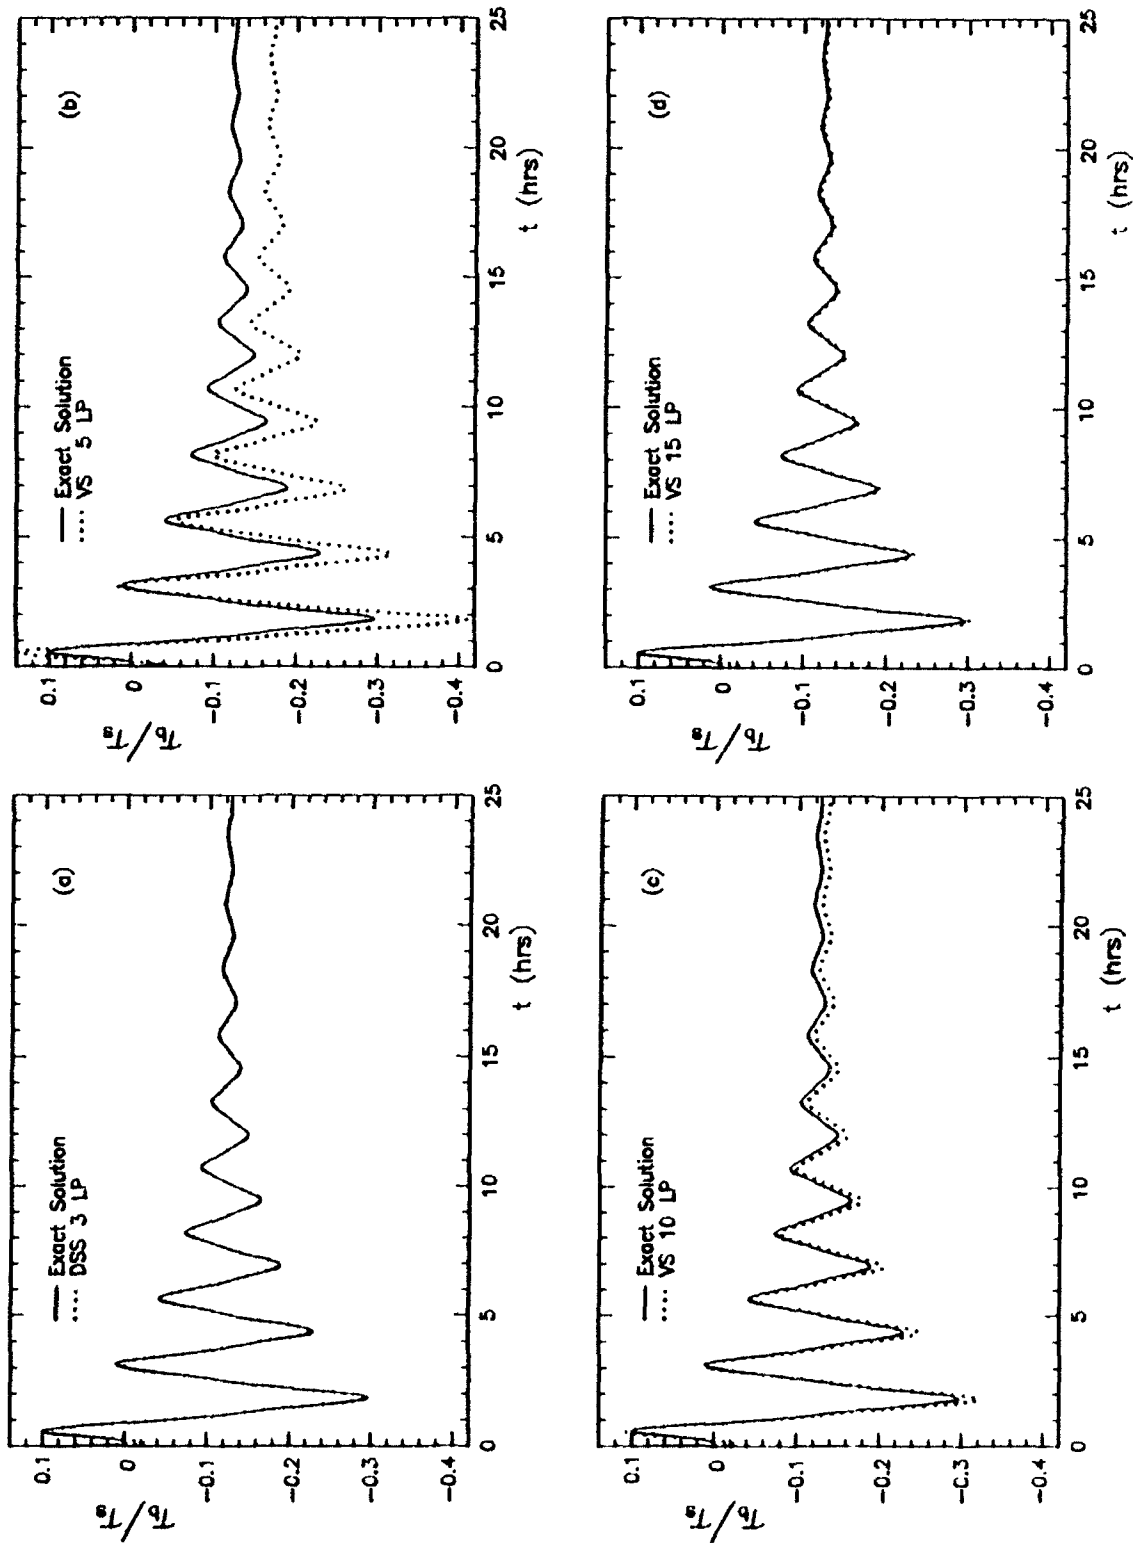 (a)
— Exact Solution
..... DSS 3 LP
0.1
0
-0.1
-0.2
-0.3
-0.4
τb/τs
0
5
10
15
20
25
t (hrs)
(b)
— Exact Solution
..... VS 5 LP
0.1
0
-0.1
-0.2
-0.3
-0.4
τb/τs
0
5
10
15
20
25
t (hrs)
(c)
— Exact Solution
..... VS 10 LP
0.1
0
-0.1
-0.2
-0.3
-0.4
τb/τs
0
5
10
15
20
25
t (hrs)
(d)
— Exact Solution
..... VS 15 LP
0.1
0
-0.1
-0.2
-0.3
-0.4
τb/τs
0
5
10
15
20
25
t (hrs)